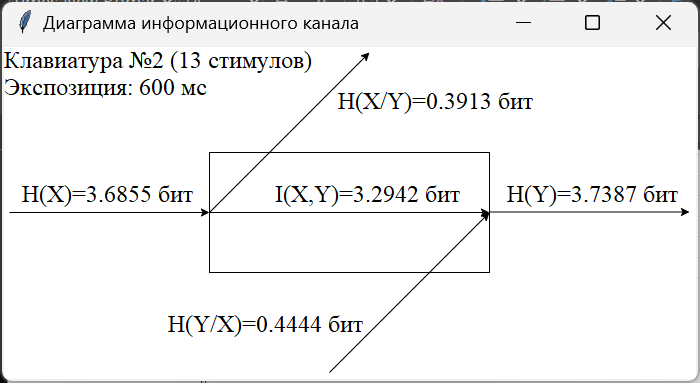 Диаграмма информационного канала
Клавиатура №2 (13 стимулов)
Экспозиция: 600 мс
H(X/Y)=0.3913 бит
H(X)=3.6855 бит
I(X,Y)=3.2942 бит
H(Y)=3.7387 бит
H(Y/X)=0.4444 бит